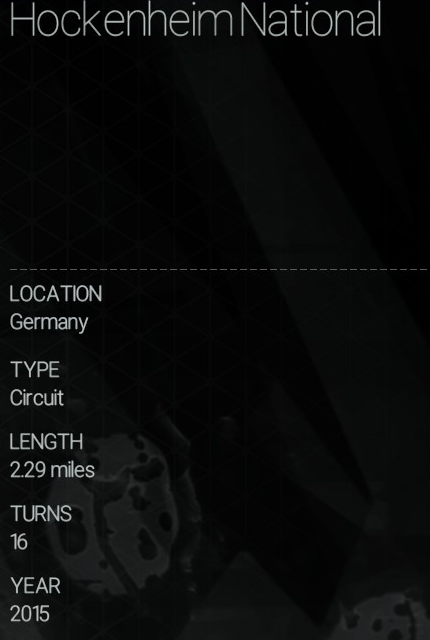 Hockenheim National
LOCATION
Germany
TYPE
Circuit
LENGTH
2.29 miles
TURNS
16
YEAR
2015